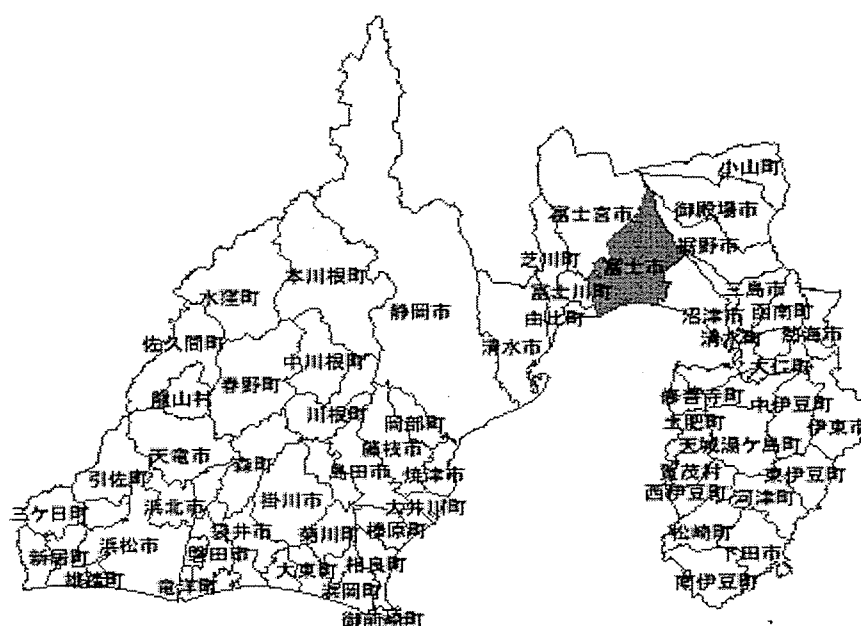 小山町
富士宮市
御殿場市
裾野市
芝川町
富士市
本川根町
富士川町
三島市
水窪町
静岡市
由比町
沼津市
函南町
佐久間町
清水市
清水町
熱海市
中川根町
大仁町
春野町
龍山村
修善寺町
中伊豆町
川根町
岡部町
土肥町
伊東市
天竜市
森町
藤枝市
天城湯ケ島町
引佐町
島田市
焼津市
賀茂村
東伊豆町
三ケ日町
浜北市
掛川市
大井川町
西伊豆町
河津町
浜松市
袋井市
菊川町
榛原町
松崎町
新居町
磐田市
下田市
雄踏町
竜洋町
大東町
相良町
浜岡町
南伊豆町
御前崎町